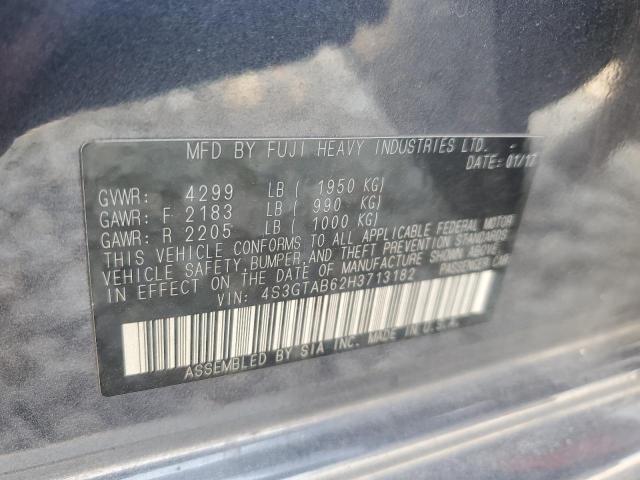 MFD BY FUJI HEAVY INDUSTRIES LTD.
DATE: 01/17
GVWR: 4299 LB ( 1950 KG)
GAWR: F 2183 LB ( 990 KG)
GAWR: R 2205 LB ( 1000 KG)
THIS VEHICLE CONFORMS TO ALL APPLICABLE FEDERAL MOTOR
VEHICLE SAFETY, BUMPER, AND THEFT PREVENTION STANDARDS
IN EFFECT ON THE DATE OF MANUFACTURE SHOWN ABOVE.
PASSENGER CAR
VIN: 4S3GTAB62H3713182
ASSEMBLED BY SIA INC. MADE IN U.S.A.